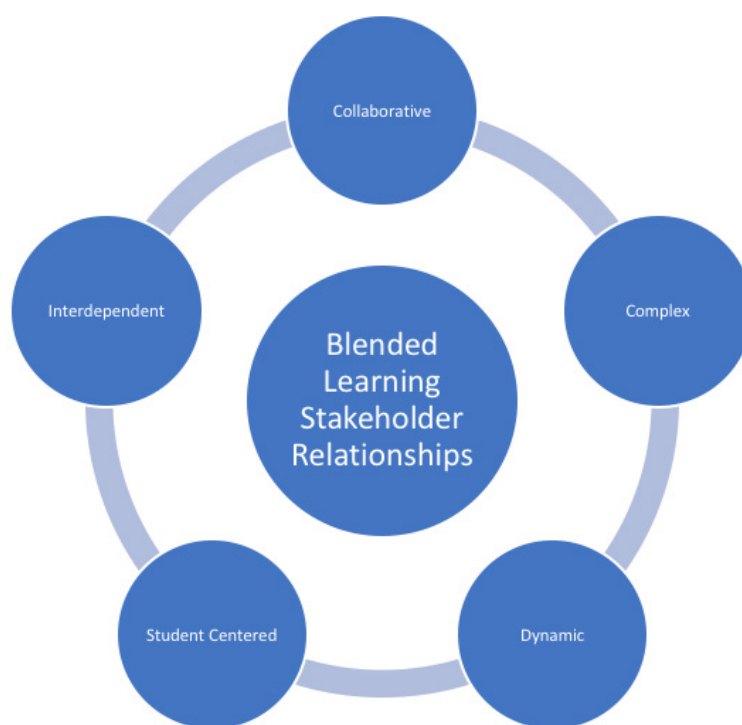 Collaborative
Interdependent
Complex
Blended
Learning
Stakeholder
Relationships
Student Centered
Dynamic